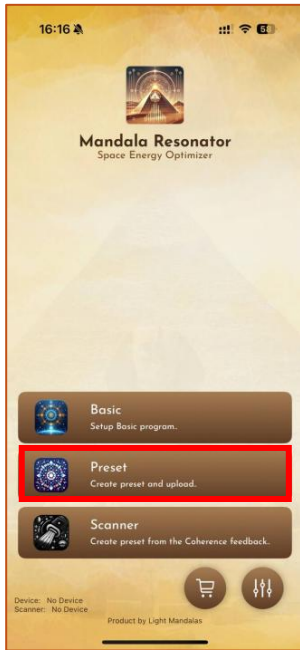 16:16
Mandala Resonator
Space Energy Optimizer
Basic
Setup Basic program..
Preset
Create preset and upload..
Scanner
Create preset from the Coherence feedback..
Device: No Device
Scanner: No Device
Product by Light Mandalas